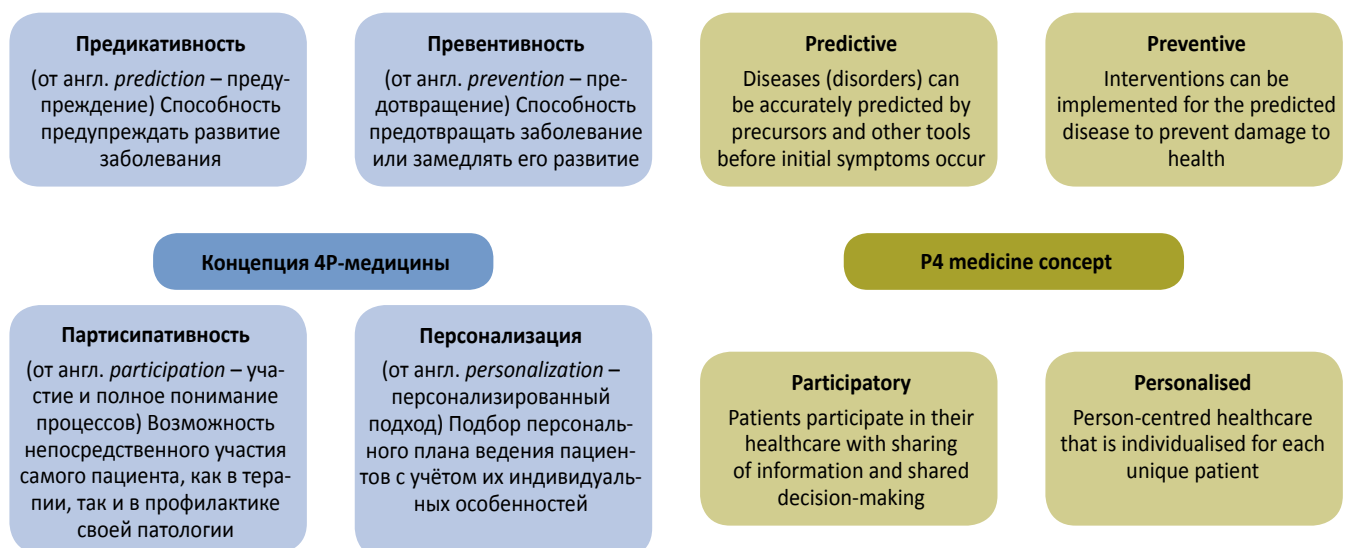 Предикативность
(от англ. prediction – преду-
преждение) Способность
предупреждать развитие
заболевания
Превентивность
(от англ. prevention – пре-
дотвращение) Способность
предотвращать заболевание
или замедлять его развитие
Predictive
Diseases (disorders) can
be accurately predicted by
precursors and other tools
before initial symptoms occur
Preventive
Interventions can be
implemented for the predicted
disease to prevent damage to
health
Концепция 4P-медицины
P4 medicine concept
Партисипативность
(от англ. participation – уча-
стие и полное понимание
процессов) Возможность
непосредственного участия
самого пациента, как в тера-
пии, так и в профилактике
своей патологии
Персонализация
(от англ. personalization –
персонализированный
подход) Подбор персональ-
ного плана ведения пациен-
тов с учётом их индивидуаль-
ных особенностей
Participatory
Patients participate in their
healthcare with sharing
of information and shared
decision-making
Personalised
Person-centred healthcare
that is individualised for each
unique patient